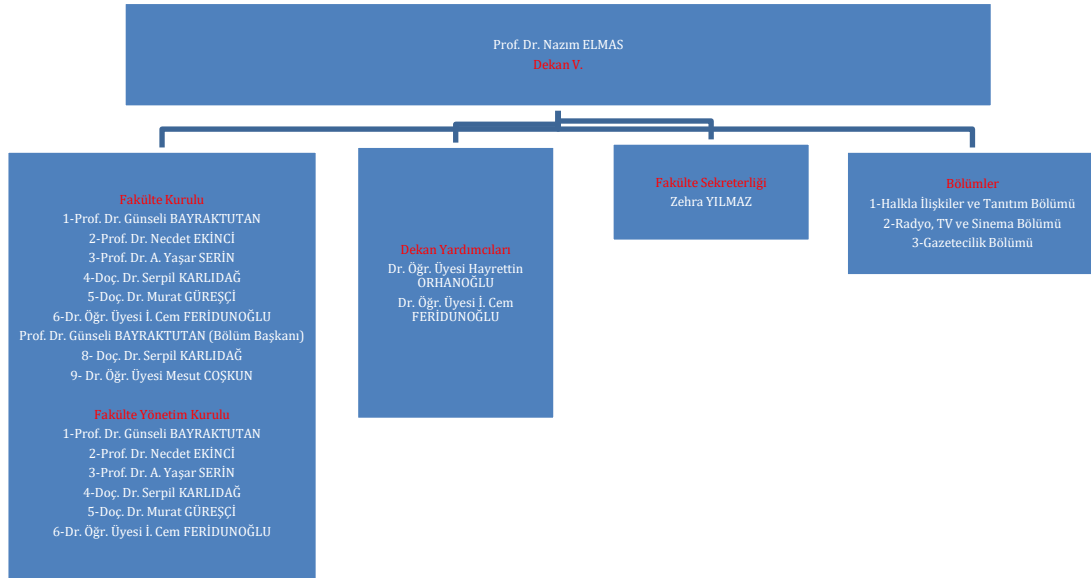 Prof. Dr. Nazım ELMAS
Dekan V.
Fakülte Kurulu
1-Prof. Dr. Günseli BAYRAKTUTAN
2-Prof. Dr. Necdet EKİNCİ
3-Prof. Dr. A. Yaşar SERİN
4-Doç. Dr. Serpil KARLIDAĞ
5-Doç. Dr. Murat GÜREŞÇİ
6-Dr. Öğr. Üyesi İ. Cem FERİDUNOĞLU
Prof. Dr. Günseli BAYRAKTUTAN (Bölüm Başkanı)
8- Doç. Dr. Serpil KARLIDAĞ
9- Dr. Öğr. Üyesi Mesut COŞKUN
Fakülte Yönetim Kurulu
1-Prof. Dr. Günseli BAYRAKTUTAN
2-Prof. Dr. Necdet EKİNCİ
3-Prof. Dr. A. Yaşar SERİN
4-Doç. Dr. Serpil KARLIDAĞ
5-Doç. Dr. Murat GÜREŞÇİ
6-Dr. Öğr. Üyesi İ. Cem FERİDUNOĞLU
Dekan Yardımcıları
Dr. Öğr. Üyesi Hayrettin
ORHANOĞLU
Dr. Öğr. Üyesi İ. Cem
FERİDUNOĞLU
Fakülte Sekreterliği
Zehra YILMAZ
Bölümler
1-Halkla İlişkiler ve Tanıtım Bölümü
2-Radyo, TV ve Sinema Bölümü
3-Gazetecilik Bölümü